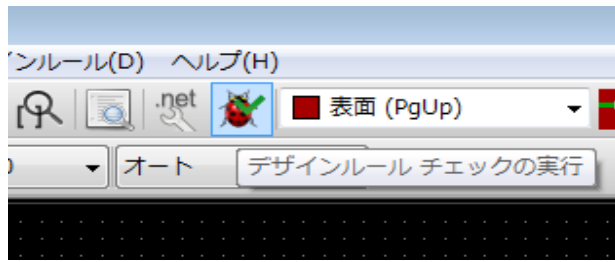 インルール(D) ヘルプ(H)
.net 表面 (PgUp)
オート デザインルール チェックの実行